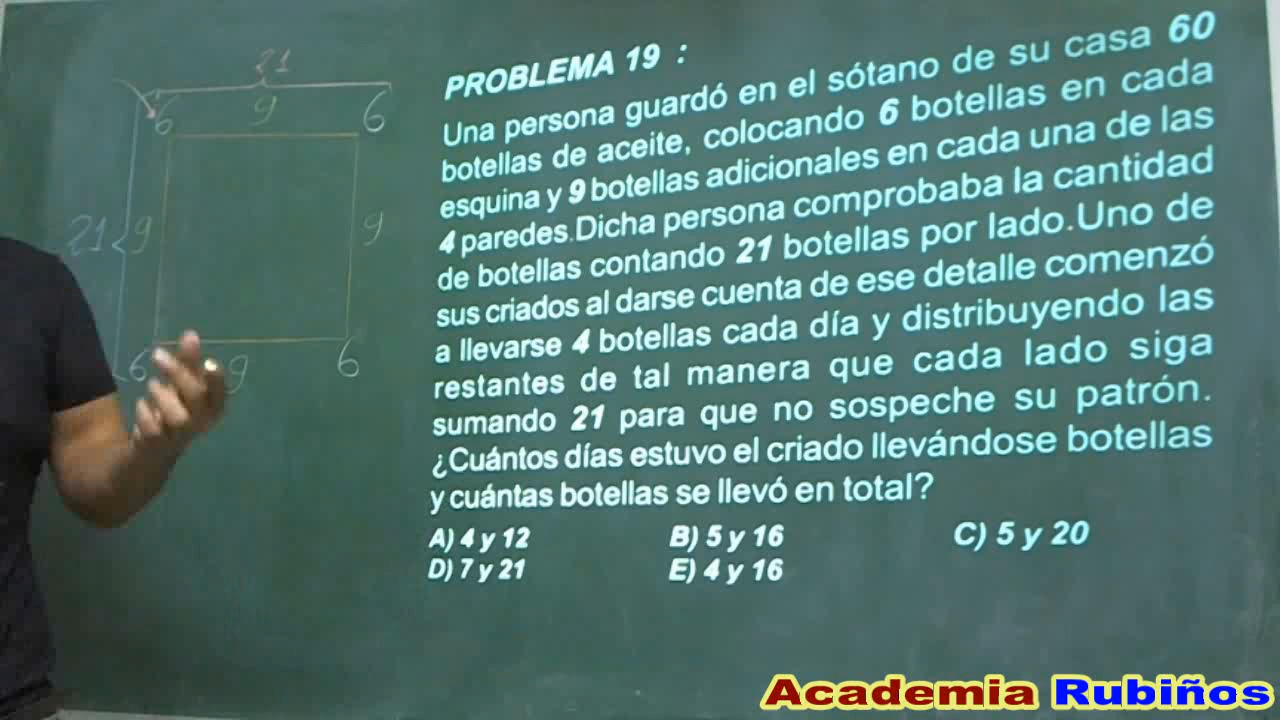 21
6 9 6
21 9 9
6 9 6
PROBLEMA 19 :
Una persona guardó en el sótano de su casa 60
botellas de aceite, colocando 6 botellas en cada
esquina y 9 botellas adicionales en cada una de las
4 paredes.Dicha persona comprobaba la cantidad
de botellas contando 21 botellas por lado.Uno de
sus criados al darse cuenta de ese detalle comenzó
a llevarse 4 botellas cada día y distribuyendo las
restantes de tal manera que cada lado siga
sumando 21 para que no sospeche su patrón.
¿Cuántos días estuvo el criado llevándose botellas
y cuántas botellas se llevó en total?
A) 4 y 12 B) 5 y 16 C) 5 y 20
D) 7 y 21 E) 4 y 16
Academia Rubiños